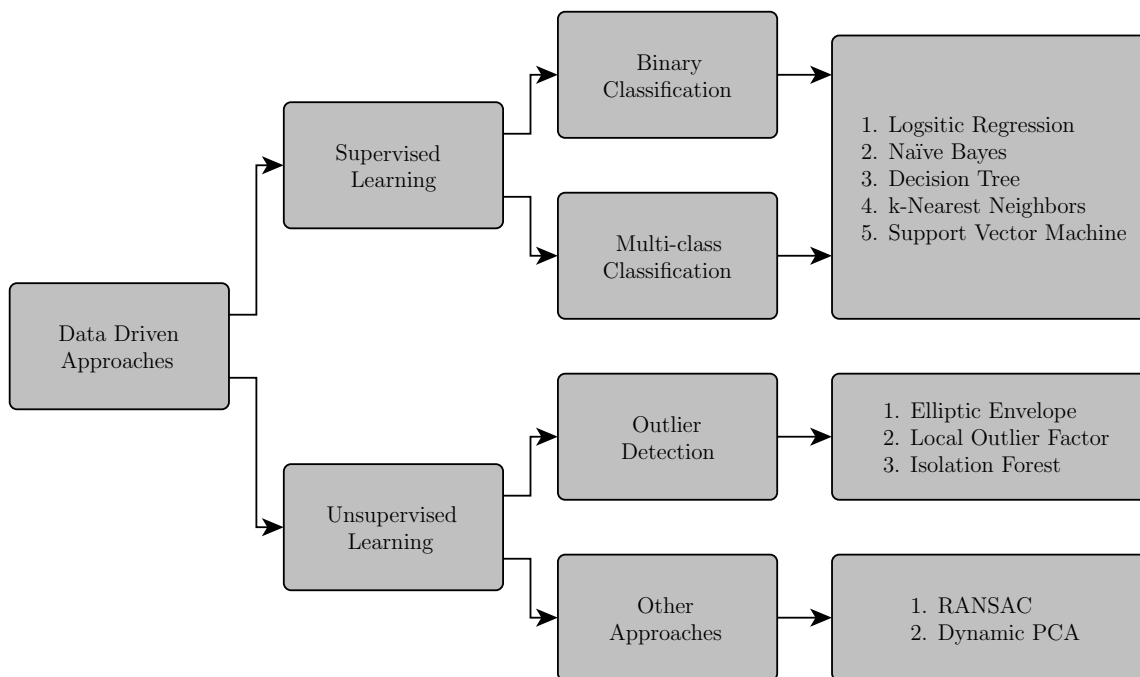 Data Driven
Approaches
Supervised
Learning
Binary
Classification
Multi-class
Classification
1. Logsitic Regression
2. Naïve Bayes
3. Decision Tree
4. k-Nearest Neighbors
5. Support Vector Machine
Unsupervised
Learning
Outlier
Detection
1. Elliptic Envelope
2. Local Outlier Factor
3. Isolation Forest
Other
Approaches
1. RANSAC
2. Dynamic PCA